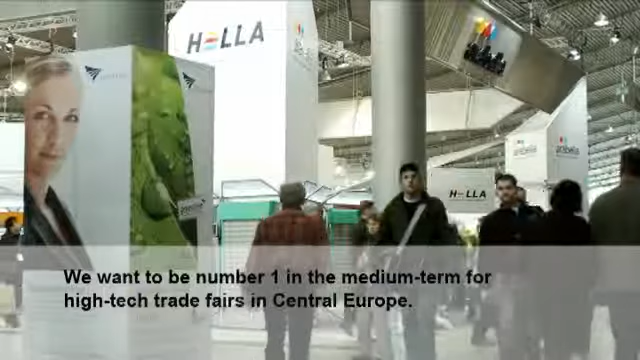 HELLA
HELLA
We want to be number 1 in the medium-term for
high-tech trade fairs in Central Europe.